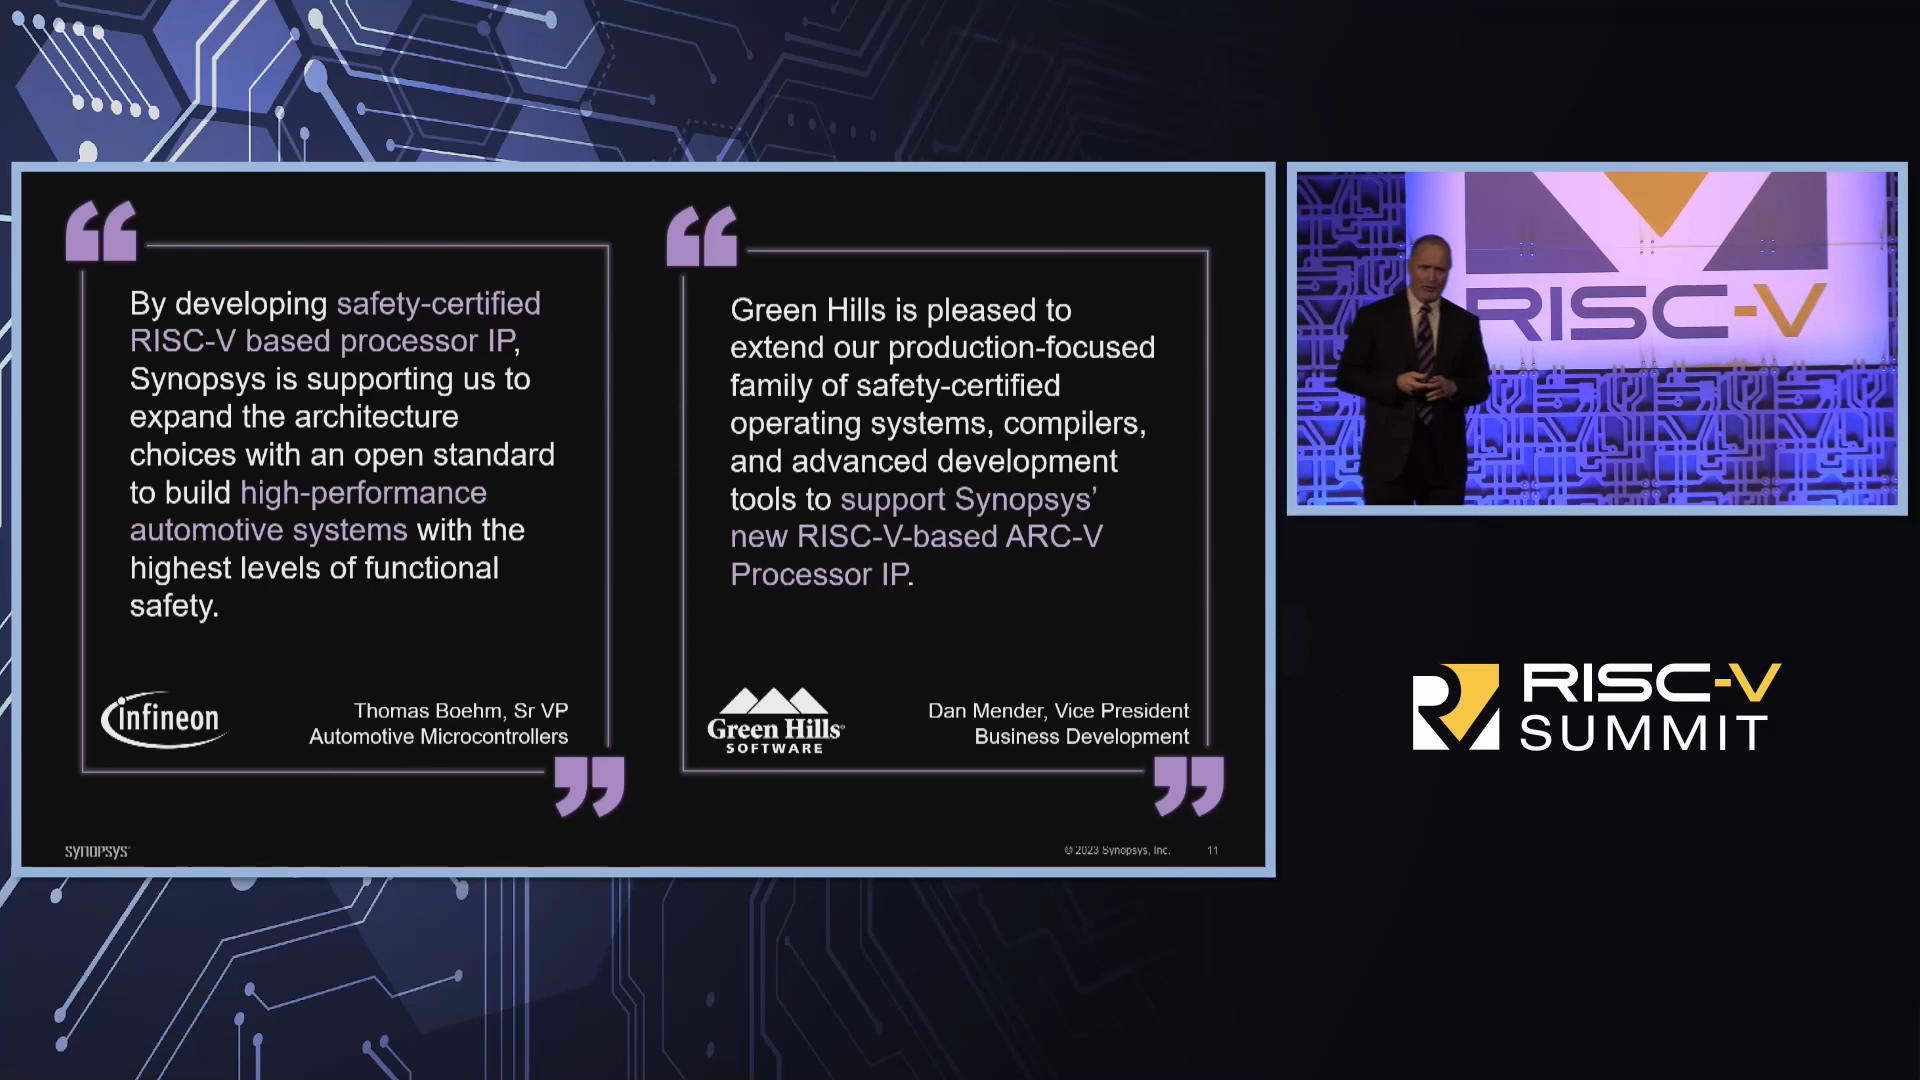 By developing safety-certified
RISC-V based processor IP,
Synopsys is supporting us to
expand the architecture
choices with an open standard
to build high-performance
automotive systems with the
highest levels of functional
safety.
infineon
Thomas Boehm, Sr VP
Automotive Microcontrollers
Green Hills is pleased to
extend our production-focused
family of safety-certified
operating systems, compilers,
and advanced development
tools to support Synopsys’
new RISC-V-based ARC-V
Processor IP.
Green Hills®
SOFTWARE
Dan Mender, Vice President
Business Development
SYNOPSYS®
© 2023 Synopsys, Inc.
11
RISC-V
RISC-V
SUMMIT